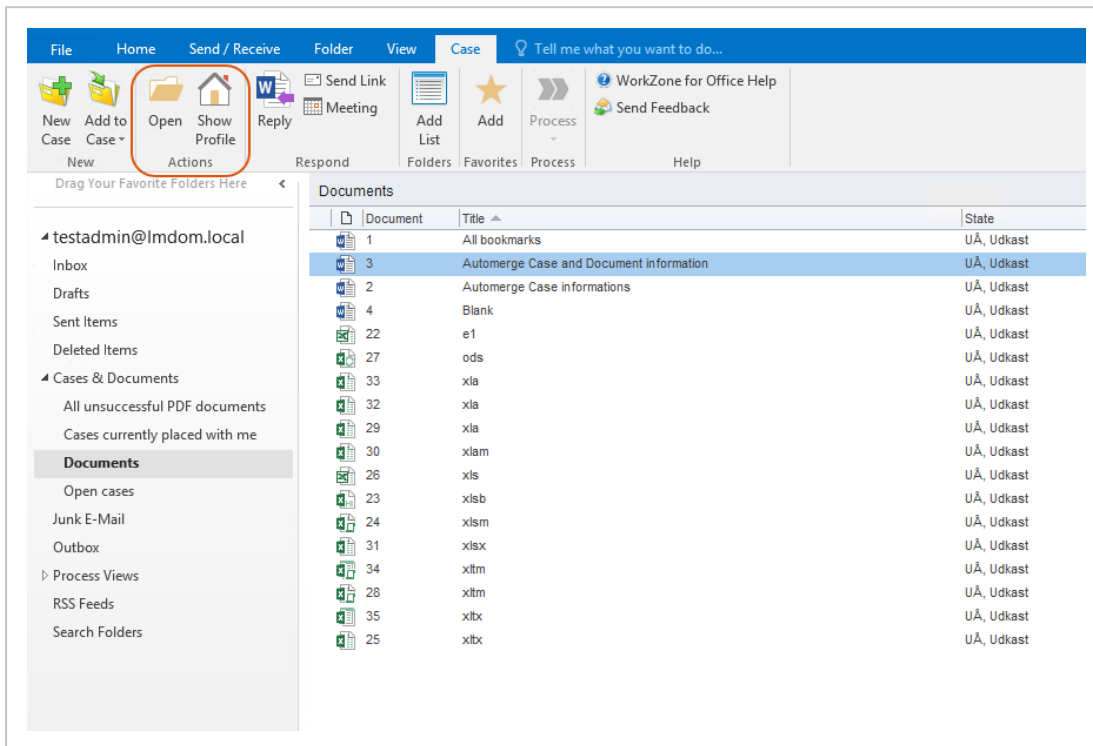 File Home Send / Receive Folder View Case Tell me what you want to do...
New Case Add to Case Open Show Profile Reply Send Link Meeting Add List Add Process WorkZone for Office Help Send Feedback
New Actions Respond Folders Favorites Process Help
Drag Your Favorite Folders Here
testadmin@lmdom.local
Inbox
Drafts
Sent Items
Deleted Items
Cases & Documents
All unsuccessful PDF documents
Cases currently placed with me
Documents
Open cases
Junk E-Mail
Outbox
Process Views
RSS Feeds
Search Folders
Documents
Document Title State
1 All bookmarks UÅ, Udkast
3 Automerge Case and Document information UÅ, Udkast
2 Automerge Case informations UÅ, Udkast
4 Blank UÅ, Udkast
22 e1 UÅ, Udkast
27 ods UÅ, Udkast
33 xla UÅ, Udkast
32 xla UÅ, Udkast
29 xla UÅ, Udkast
30 xlam UÅ, Udkast
26 xls UÅ, Udkast
23 xlsb UÅ, Udkast
24 xlsm UÅ, Udkast
31 xlsx UÅ, Udkast
34 xltm UÅ, Udkast
28 xltm UÅ, Udkast
35 xltx UÅ, Udkast
25 xltx UÅ, Udkast